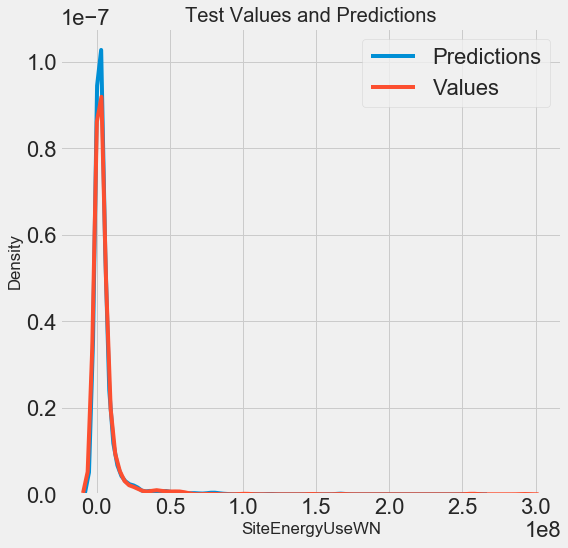 Test Values and Predictions
1e−7
Predictions
Values
1.0
0.8
0.6
0.4
0.2
0.0
Density
0.0 0.5 1.0 1.5 2.0 2.5 3.0
SiteEnergyUseWN
1e8